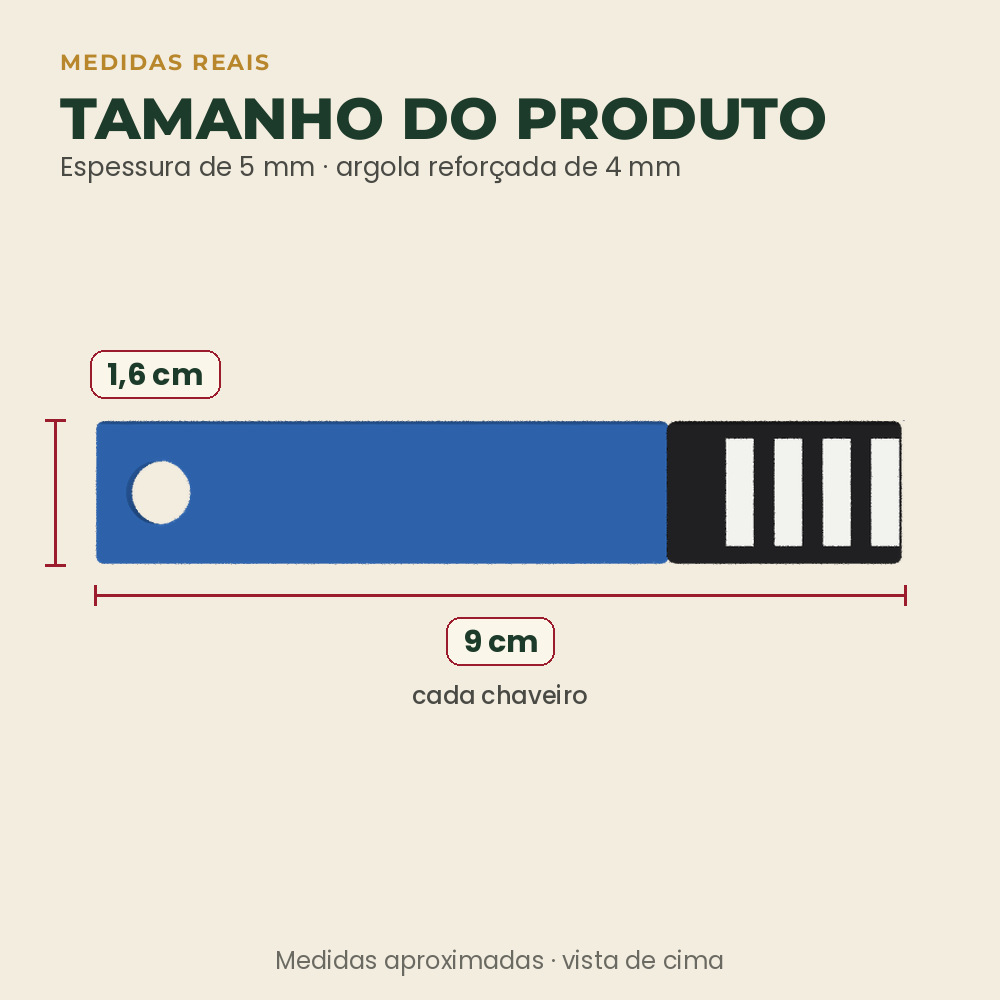 MEDIDAS REAIS
TAMANHO DO PRODUTO
Espessura de 5 mm · argola reforçada de 4 mm
1,6 cm
9 cm
cada chaveiro
Medidas aproximadas · vista de cima